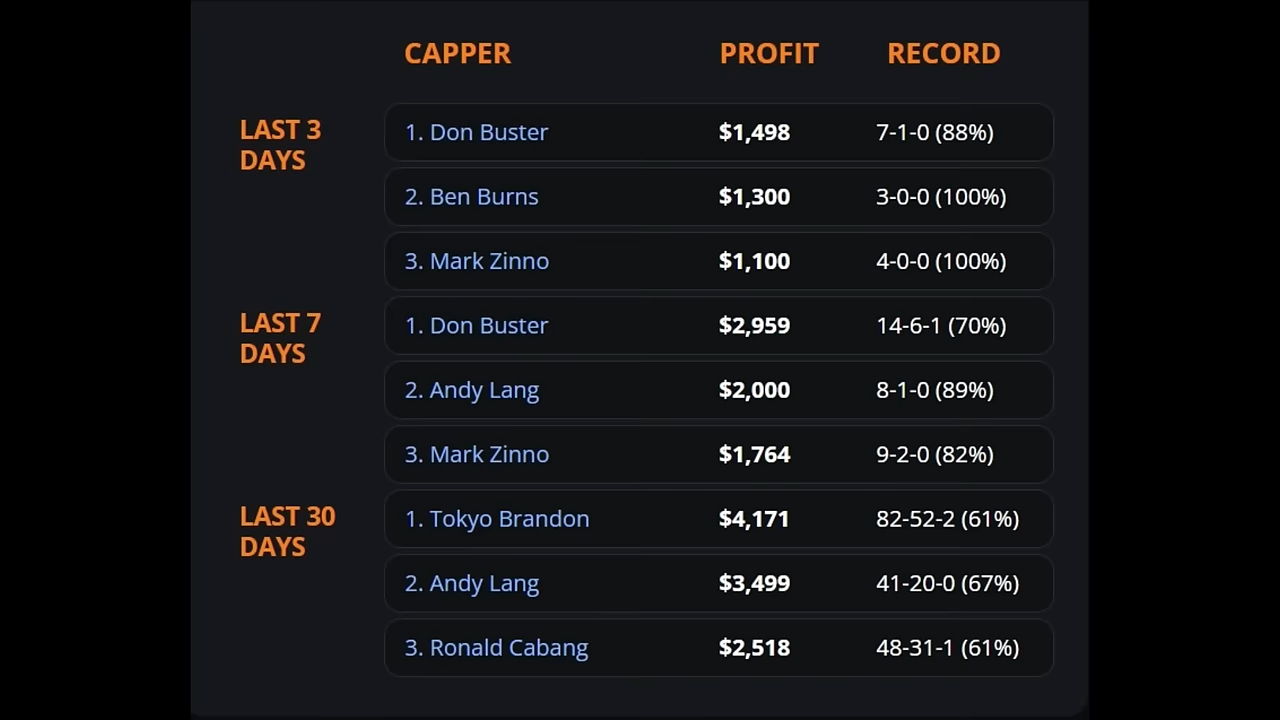 CAPPER PROFIT RECORD
LAST 3
DAYS
1. Don Buster $1,498 7-1-0 (88%)
2. Ben Burns $1,300 3-0-0 (100%)
3. Mark Zinno $1,100 4-0-0 (100%)
LAST 7
DAYS
1. Don Buster $2,959 14-6-1 (70%)
2. Andy Lang $2,000 8-1-0 (89%)
3. Mark Zinno $1,764 9-2-0 (82%)
LAST 30
DAYS
1. Tokyo Brandon $4,171 82-52-2 (61%)
2. Andy Lang $3,499 41-20-0 (67%)
3. Ronald Cabang $2,518 48-31-1 (61%)